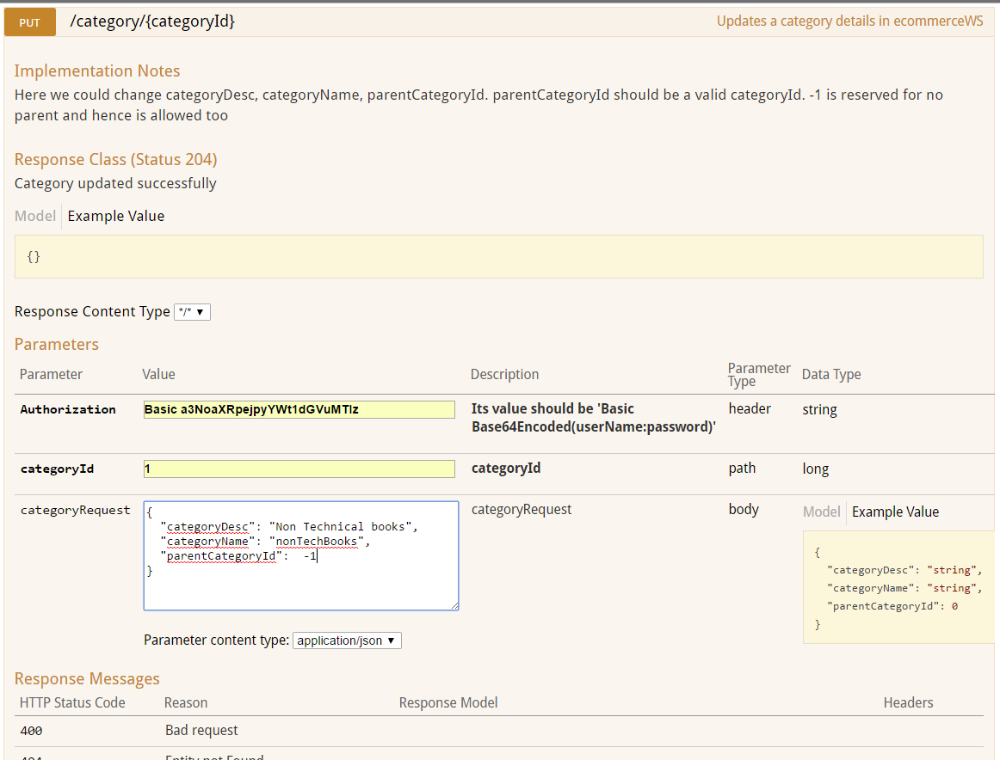 PUT /category/{categoryId} Updates a category details in ecommerceWS
Implementation Notes
Here we could change categoryDesc, categoryName, parentCategoryId. parentCategoryId should be a valid categoryId. -1 is reserved for no
parent and hence is allowed too
Response Class (Status 204)
Category updated successfully
Model Example Value
{}
Response Content Type */*
Parameters
Parameter Value Description Parameter Type Data Type
Authorization Basic a3NoaXRpejpyYWt1dGVuMTIz Its value should be 'Basic header string
Base64Encoded(userName:password)'
categoryId 1 categoryId path long
categoryRequest { categoryRequest body Model Example Value
"categoryDesc": "Non Technical books",
"categoryName": "nonTechBooks",
"parentCategoryId": -1
}
{
"categoryDesc": "string",
"categoryName": "string",
"parentCategoryId": 0
}
Parameter content type: application/json
Response Messages
HTTP Status Code Reason Response Model Headers
400 Bad request
404 Entity not Found